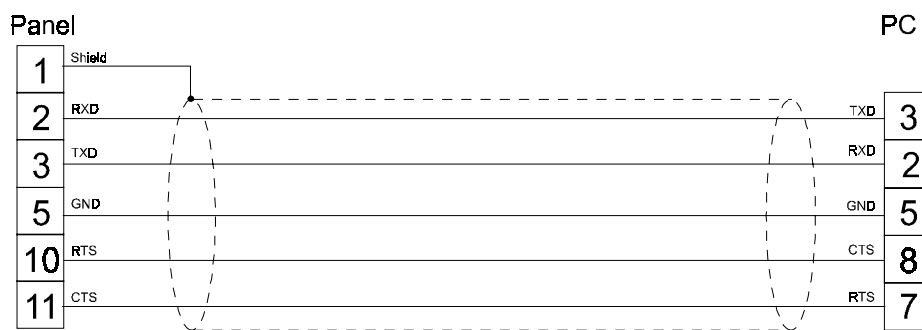 Panel PC
1 Shield
2 RXD TXD 3
3 TXD RXD 2
5 GND GND 5
10 RTS CTS 8
11 CTS RTS 7